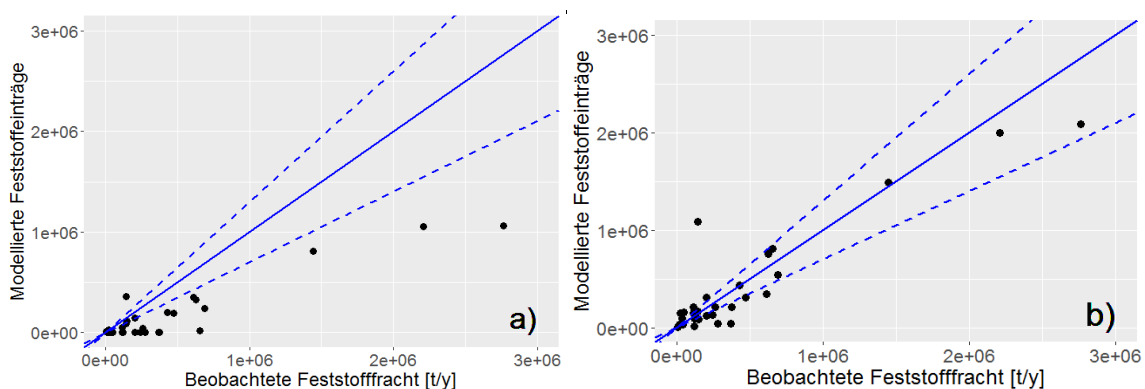 Modellierte Feststoffeinträge
3e+06
2e+06
1e+06
0e+00
a)
0e+00 1e+06 2e+06 3e+06
Beobachtete Feststofffracht [t/y]
Modellierte Feststoffeinträge
3e+06
2e+06
1e+06
0e+00
b)
0e+00 1e+06 2e+06 3e+06
Beobachtete Feststofffracht [t/y]